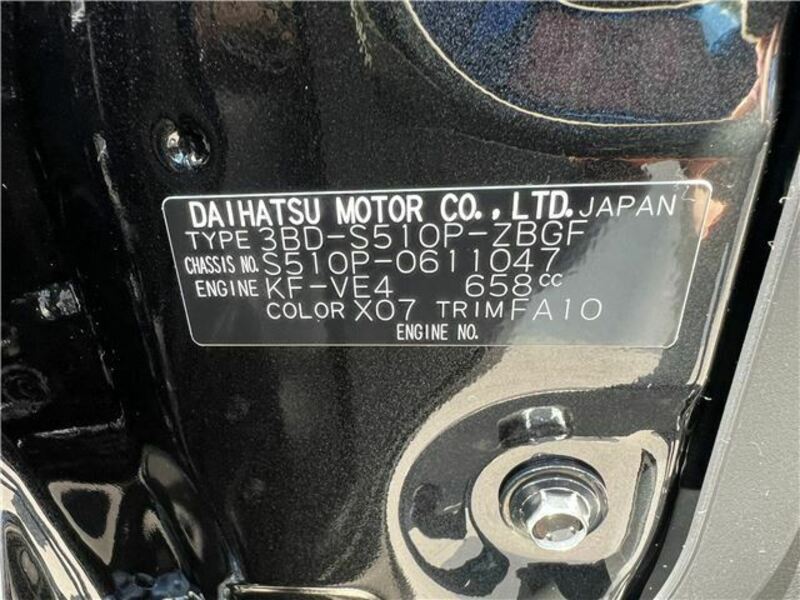 DAIHATSU MOTOR CO., LTD. JAPAN
TYPE 3BD-S510P-ZBGF
CHASSIS NO. S510P-0611047
ENGINE KF-VE4 658cc
COLOR X07 TRIM FA10
ENGINE NO.